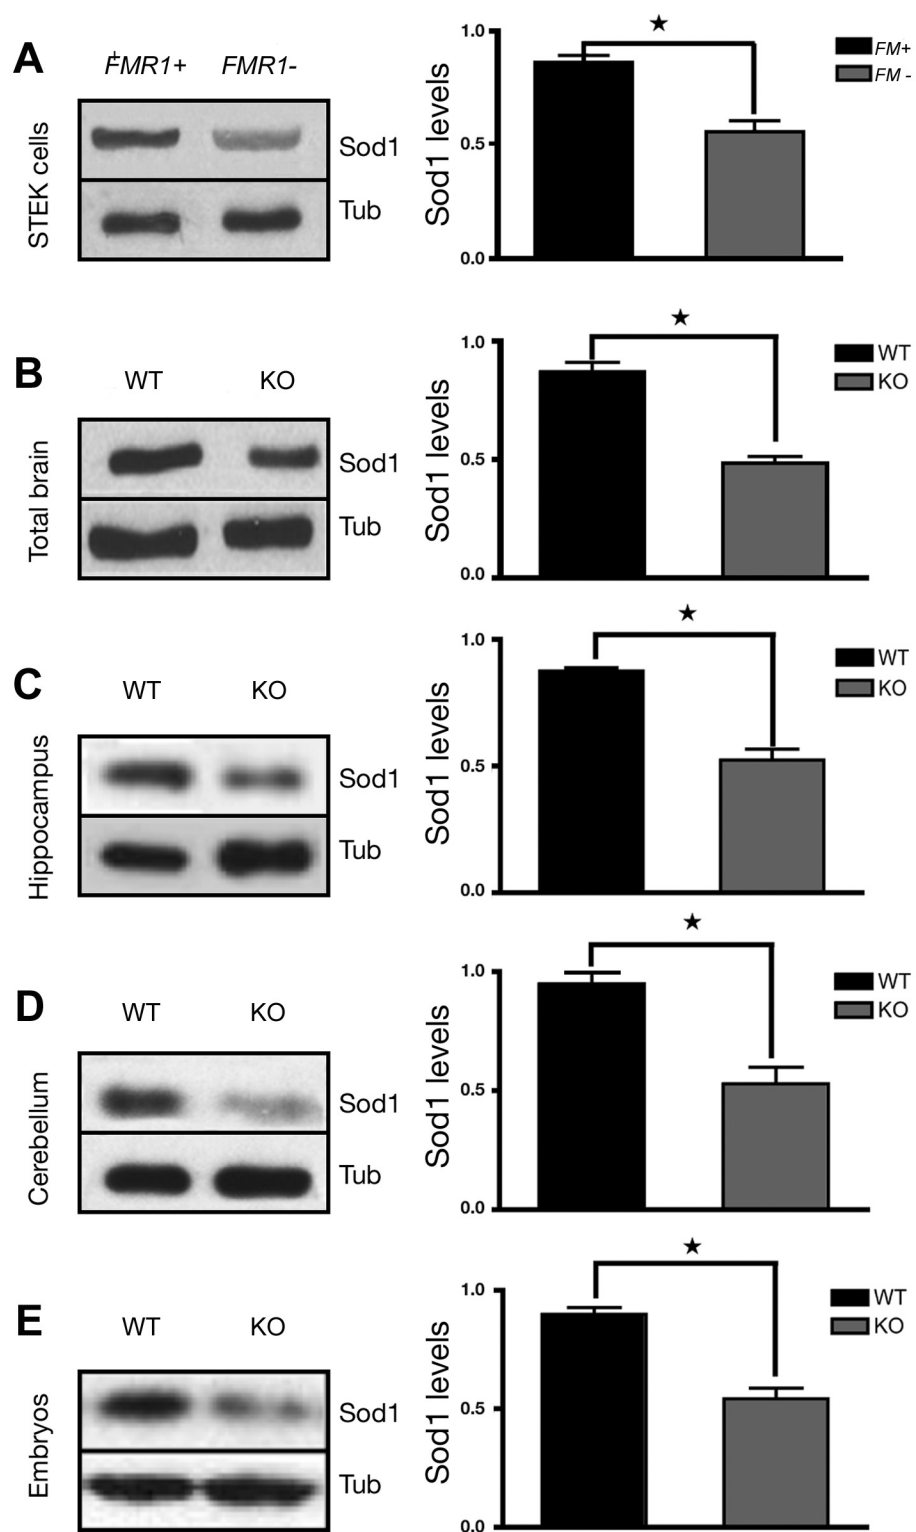 A
FMR1+ FMR1-
STEK cells
Sod1
Tub
Sod1 levels
1.0
0.5
0.0
★
FM+
FM -
B
WT KO
Total brain
Sod1
Tub
Sod1 levels
1.0
0.5
0.0
★
WT
KO
C
WT KO
Hippocampus
Sod1
Tub
Sod1 levels
1.0
0.5
0.0
★
WT
KO
D
WT KO
Cerebellum
Sod1
Tub
Sod1 levels
1.0
0.5
0.0
★
WT
KO
E
WT KO
Embryos
Sod1
Tub
Sod1 levels
1.0
0.5
0.0
★
WT
KO